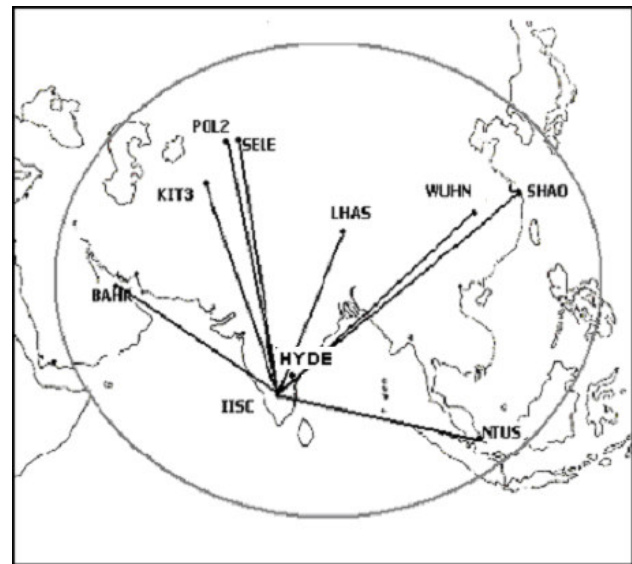 POL2
SELE
KIT3
WUHN
SHAO
LHAS
BAHR
HYDE
IISC
NTUS